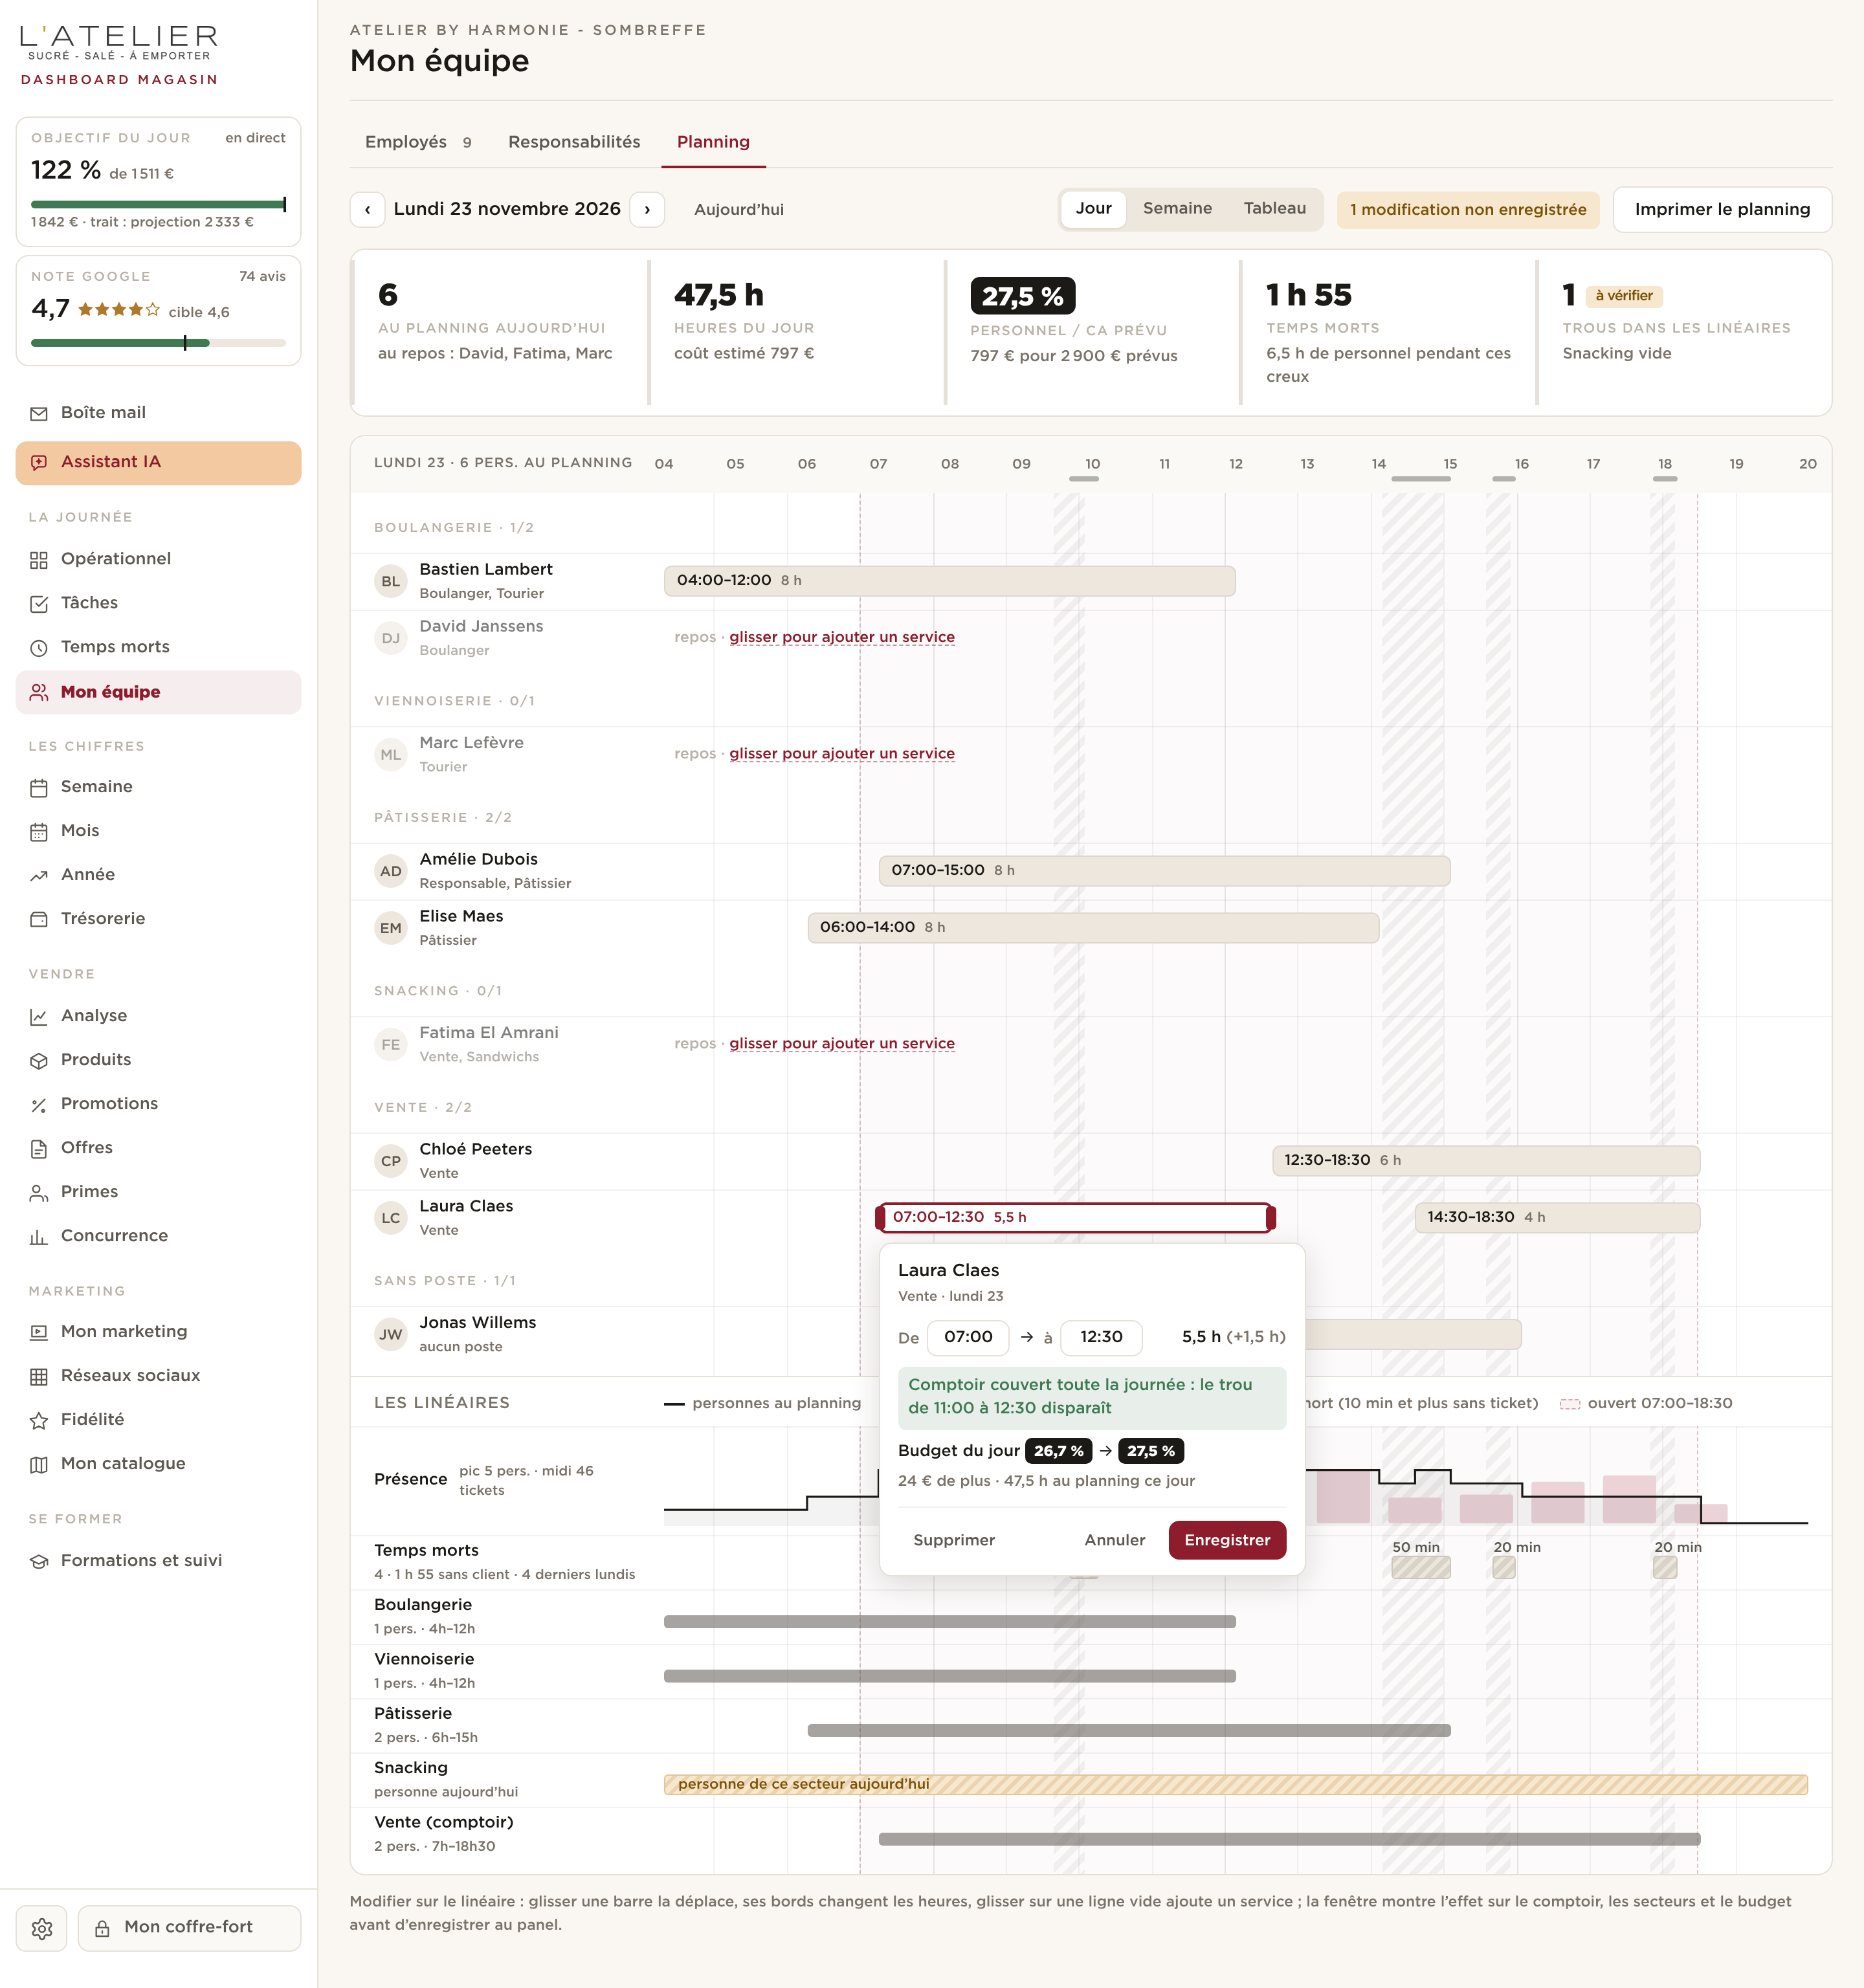 L'ATELIER
SUCRÉ - SALÉ - À EMPORTER
DASHBOARD MAGASIN
OBJECTIF DU JOUR en direct
122 % de 1 511 €
1 842 € · trait : projection 2 333 €
NOTE GOOGLE 74 avis
4,7 cible 4,6
Boîte mail
Assistant IA
LA JOURNÉE
Opérationnel
Tâches
Temps morts
Mon équipe
LES CHIFFRES
Semaine
Mois
Année
Trésorerie
VENDRE
Analyse
Produits
Promotions
Offres
Primes
Concurrence
MARKETING
Mon marketing
Réseaux sociaux
Fidélité
Mon catalogue
SE FORMER
Formations et suivi
Mon coffre-fort
ATELIER BY HARMONIE - SOMBREFFE
Mon équipe
Employés 9 Responsabilités Planning
‹ Lundi 23 novembre 2026 › Aujourd’hui Jour Semaine Tableau 1 modification non enregistrée Imprimer le planning
6
AU PLANNING AUJOURD’HUI
au repos : David, Fatima, Marc
47,5 h
HEURES DU JOUR
coût estimé 797 €
27,5 %
PERSONNEL / CA PRÉVU
797 € pour 2 900 € prévus
1 h 55
TEMPS MORTS
6,5 h de personnel pendant ces
creux
1 à vérifier
TROUS DANS LES LINÉAIRES
Snacking vide
LUNDI 23 · 6 PERS. AU PLANNING 04 05 06 07 08 09 10 11 12 13 14 15 16 17 18 19 20
BOULANGERIE · 1/2
BL Bastien Lambert
Boulanger, Tourier
04:00–12:00 8 h
DJ David Janssens
Boulanger
repos · glisser pour ajouter un service
VIENNOISERIE · 0/1
ML Marc Lefèvre
Tourier
repos · glisser pour ajouter un service
PÂTISSERIE · 2/2
AD Amélie Dubois
Responsable, Pâtissier
07:00–15:00 8 h
EM Elise Maes
Pâtissier
06:00–14:00 8 h
SNACKING · 0/1
FE Fatima El Amrani
Vente, Sandwichs
repos · glisser pour ajouter un service
VENTE · 2/2
CP Chloé Peeters
Vente
12:30–18:30 6 h
LC Laura Claes
Vente
07:00–12:30 5,5 h 14:30–18:30 4 h
SANS POSTE · 1/1
JW Jonas Willems
aucun poste
Laura Claes
Vente · lundi 23
De 07:00 → à 12:30 5,5 h (+1,5 h)
Comptoir couvert toute la journée : le trou
de 11:00 à 12:30 disparaît
Budget du jour 26,7 % → 27,5 %
24 € de plus · 47,5 h au planning ce jour
Supprimer Annuler Enregistrer
LES LINÉAIRES personnes au planning (10 min et plus sans ticket) ouvert 07:00–18:30
Présence pic 5 pers. · midi 46
tickets
Temps morts
4 · 1 h 55 sans client · 4 derniers lundis
50 min 20 min 20 min
Boulangerie
1 pers. · 4h–12h
Viennoiserie
1 pers. · 4h–12h
Pâtisserie
2 pers. · 6h–15h
Snacking
personne aujourd’hui
personne de ce secteur aujourd’hui
Vente (comptoir)
2 pers. · 7h–18h30
Modifier sur le linéaire : glisser une barre la déplace, ses bords changent les heures, glisser sur une ligne vide ajoute un service ; la fenêtre montre l’effet sur le comptoir, les secteurs et le budget
avant d’enregistrer au panel.